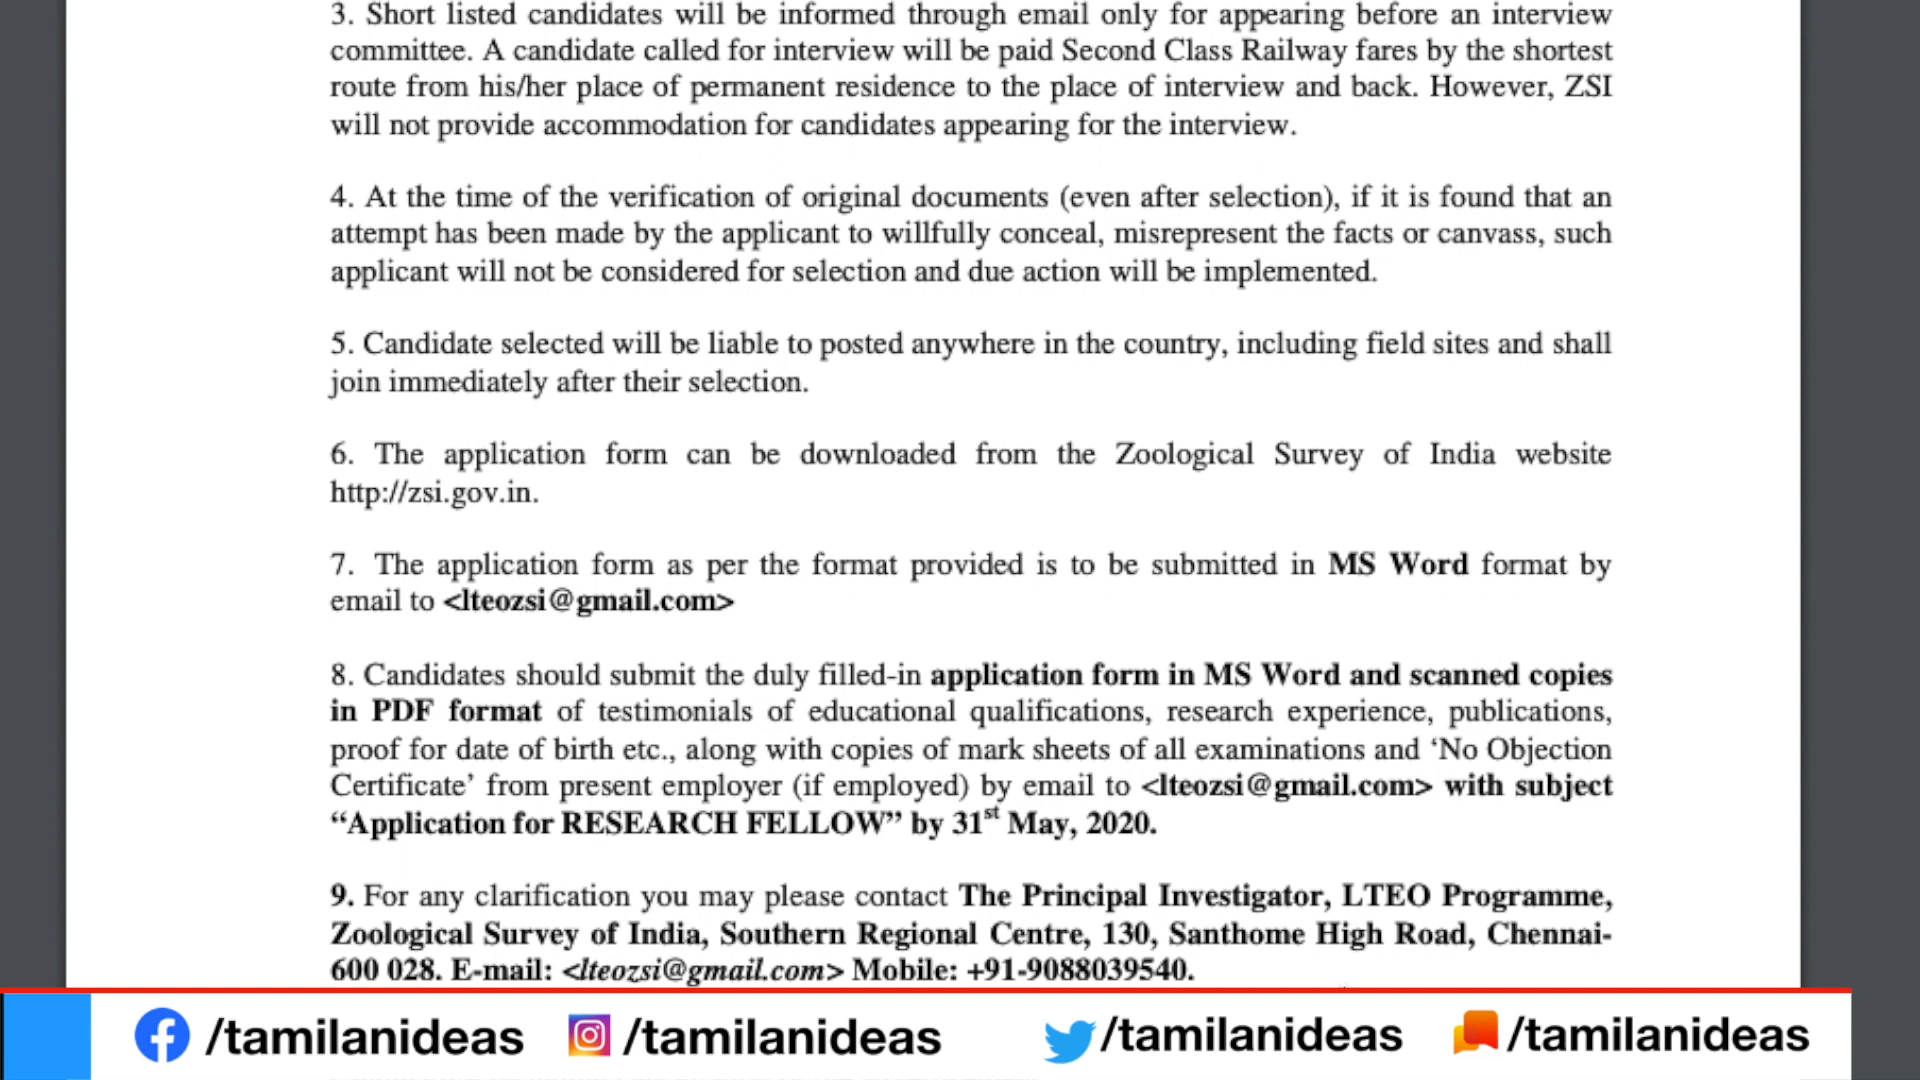 3. Short listed candidates will be informed through email only for appearing before an interview
committee. A candidate called for interview will be paid Second Class Railway fares by the shortest
route from his/her place of permanent residence to the place of interview and back. However, ZSI
will not provide accommodation for candidates appearing for the interview.
4. At the time of the verification of original documents (even after selection), if it is found that an
attempt has been made by the applicant to willfully conceal, misrepresent the facts or canvass, such
applicant will not be considered for selection and due action will be implemented.
5. Candidate selected will be liable to posted anywhere in the country, including field sites and shall
join immediately after their selection.
6. The application form can be downloaded from the Zoological Survey of India website
http://zsi.gov.in.
7. The application form as per the format provided is to be submitted in MS Word format by
email to <lteozsi@gmail.com>
8. Candidates should submit the duly filled-in application form in MS Word and scanned copies
in PDF format of testimonials of educational qualifications, research experience, publications,
proof for date of birth etc., along with copies of mark sheets of all examinations and ‘No Objection
Certificate’ from present employer (if employed) by email to <lteozsi@gmail.com> with subject
“Application for RESEARCH FELLOW” by 31st May, 2020.
9. For any clarification you may please contact The Principal Investigator, LTEO Programme,
Zoological Survey of India, Southern Regional Centre, 130, Santhome High Road, Chennai-
600 028. E-mail: <lteozsi@gmail.com> Mobile: +91-9088039540.
/tamilanideas /tamilanideas /tamilanideas /tamilanideas